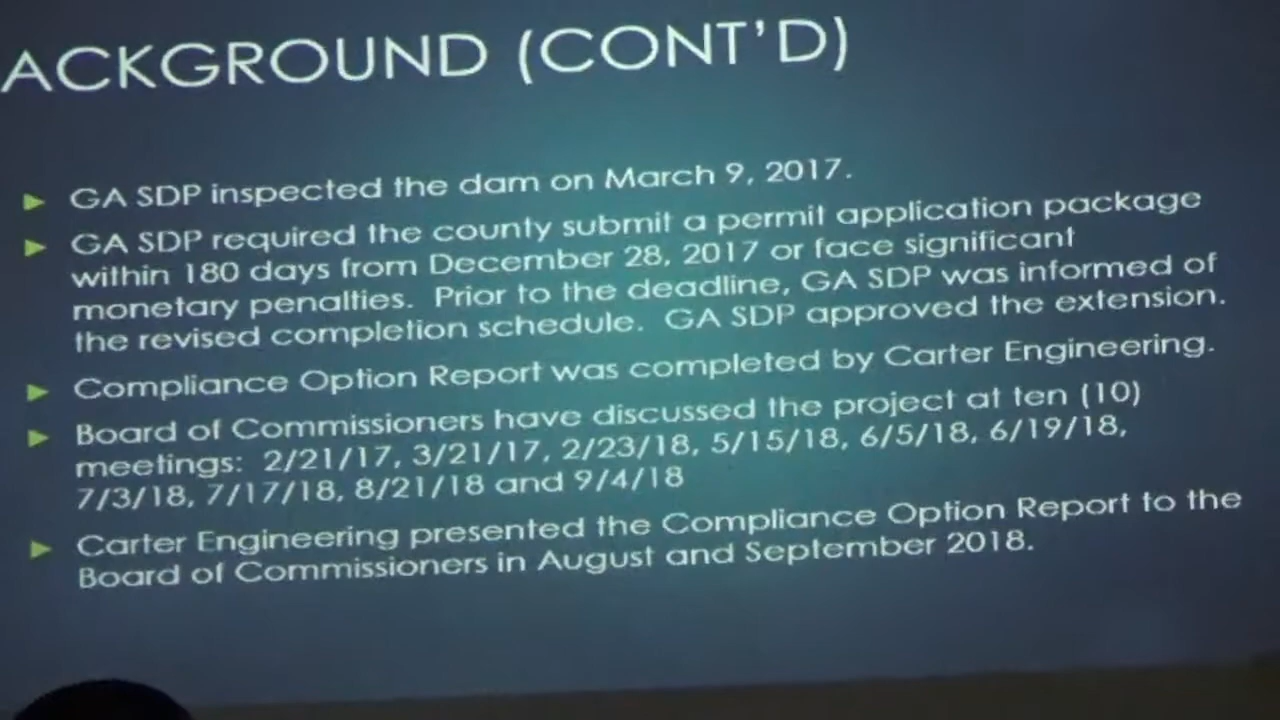 ACKGROUND (CONT'D)
GA SDP inspected the dam on March 9, 2017.
GA SDP required the county submit a permit application package
within 180 days from December 28, 2017 or face significant
monetary penalties. Prior to the deadline, GA SDP was informed of
the revised completion schedule. GA SDP approved the extension.
Compliance Option Report was completed by Carter Engineering.
Board of Commissioners have discussed the project at ten (10)
meetings: 2/21/17, 3/21/17, 2/23/18, 5/15/18, 6/5/18, 6/19/18,
7/3/18, 7/17/18, 8/21/18 and 9/4/18
Carter Engineering presented the Compliance Option Report to the
Board of Commissioners in August and September 2018.